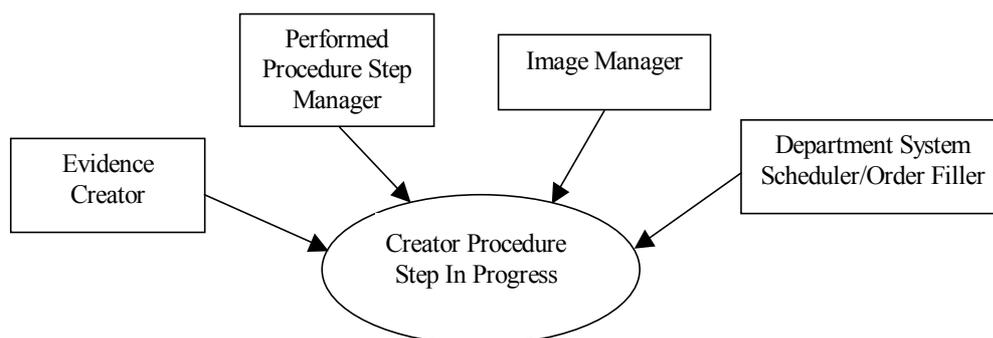 Performed
Procedure Step
Manager
Image Manager
Evidence
Creator
Department System
Scheduler/Order Filler
Creator Procedure
Step In Progress